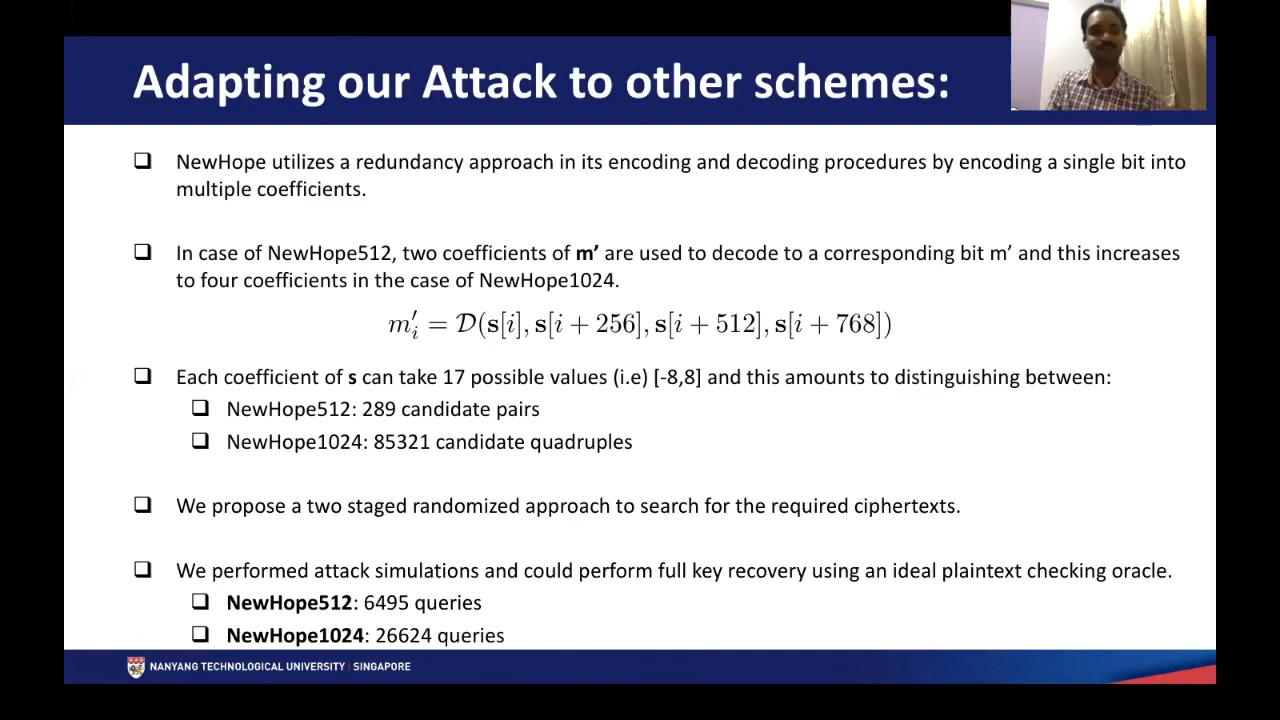 Adapting our Attack to other schemes:
❑ NewHope utilizes a redundancy approach in its encoding and decoding procedures by encoding a single bit into
multiple coefficients.
❑ In case of NewHope512, two coefficients of m’ are used to decode to a corresponding bit m’ and this increases
to four coefficients in the case of NewHope1024.
m′ᵢ = 𝒟(s[i], s[i + 256], s[i + 512], s[i + 768])
❑ Each coefficient of s can take 17 possible values (i.e) [-8,8] and this amounts to distinguishing between:
❑ NewHope512: 289 candidate pairs
❑ NewHope1024: 85321 candidate quadruples
❑ We propose a two staged randomized approach to search for the required ciphertexts.
❑ We performed attack simulations and could perform full key recovery using an ideal plaintext checking oracle.
❑ NewHope512: 6495 queries
❑ NewHope1024: 26624 queries
NANYANG TECHNOLOGICAL UNIVERSITY | SINGAPORE